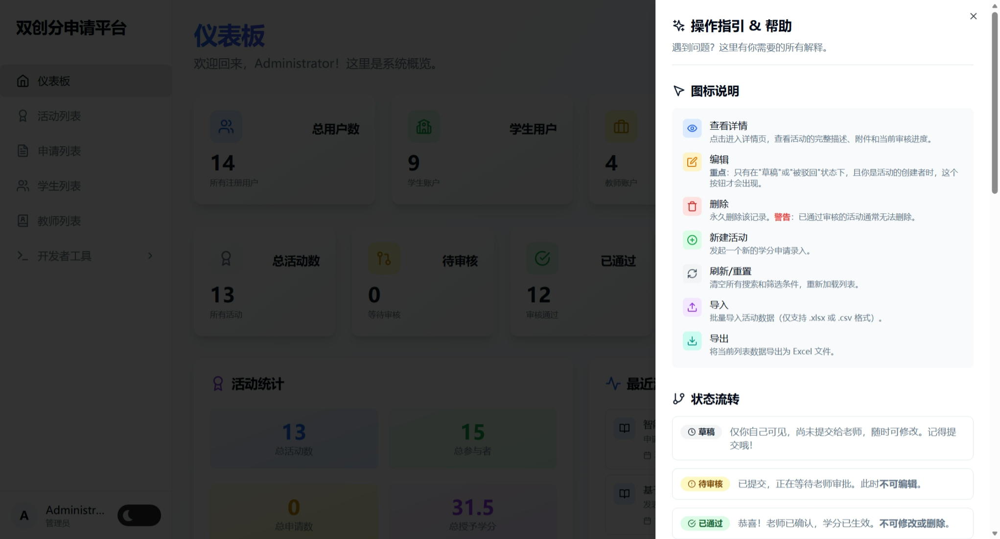 双创分申请平台
仪表板
活动列表
申请列表
学生列表
教师列表
开发者工具
A
Administr...
管理员
仪表板
欢迎回来，Administrator！这里是系统概览。
总用户数
14
所有注册用户
学生用户
9
学生账户
4
教师账户
总活动数
13
所有活动
待审核
0
等待审核
已通过
12
审核通过
活动统计
13
总活动数
15
总参与者
0
总申请数
31.5
总授予学分
最近
操作指引 & 帮助
遇到问题？这里有你需要的所有解释。
图标说明
查看详情
点击进入详情页，查看活动的完整描述、附件和当前审核进度。
编辑
重点：只有在"草稿"或"被驳回"状态下，且你是活动的创建者时，这个
按钮才会出现。
删除
永久删除该记录。警告：已通过审核的活动通常无法删除。
新建活动
发起一个新的学分申请录入。
刷新/重置
清空所有搜索和筛选条件，重新加载列表。
导入
批量导入活动数据（仅支持 .xlsx 或 .csv 格式）。
导出
将当前列表数据导出为 Excel 文件。
状态流转
草稿
仅你自己可见，尚未提交给老师，随时可修改。记得提
交哦！
待审核
已提交，正在等待老师审批。此时不可编辑。
已通过
恭喜！老师已确认，学分已生效。不可修改或删除。